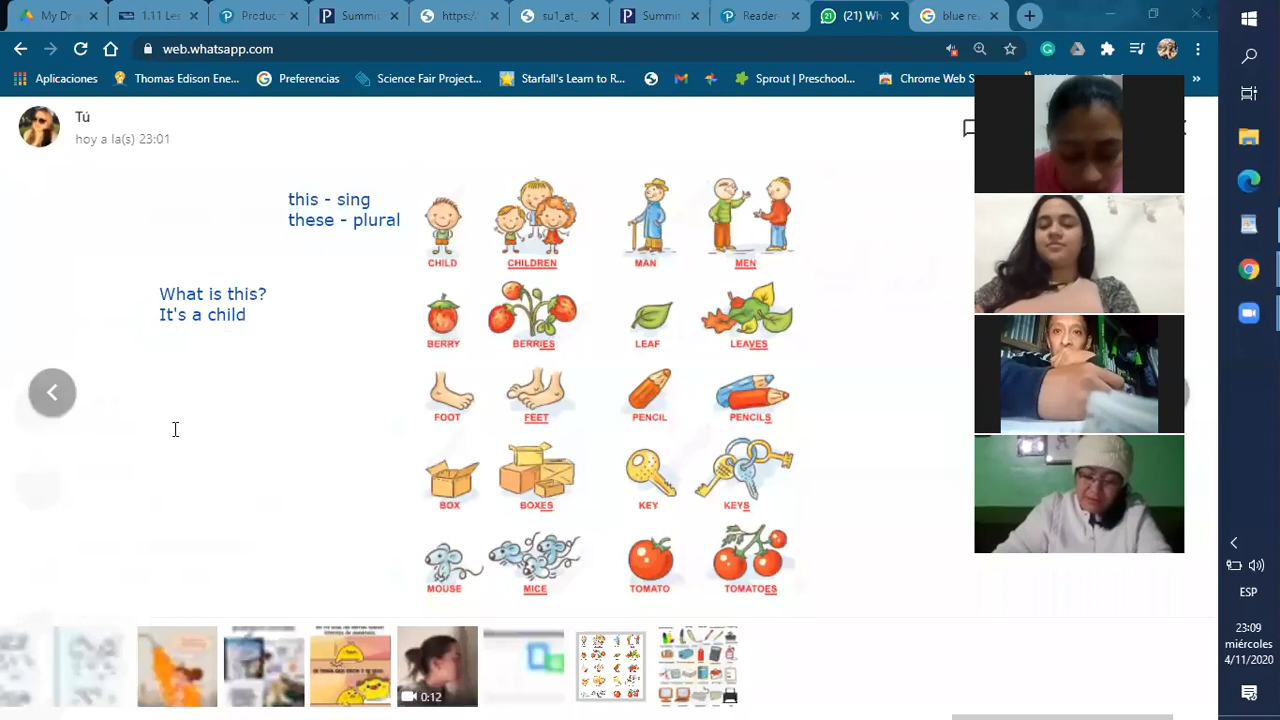 My Dr
1.11 Les
Product
Summit
https:/
su1_at_
Summit
Reader
(21) Wh
blue re
web.whatsapp.com
Aplicaciones
Thomas Edison Ene...
Preferencias
Science Fair Project...
Starfall's Learn to R...
Sprout | Preschool...
Chrome Web S
Tú
hoy a la(s) 23:01
this - sing
these - plural
What is this?
It's a child
CHILD
CHILDREN
MAN
MEN
BERRY
BERRIES
LEAF
LEAVES
FOOT
FEET
PENCIL
PENCILS
BOX
BOXES
KEY
KEYS
MOUSE
MICE
TOMATO
TOMATOES
0:12
ESP
23:09
miércoles
4/11/2020